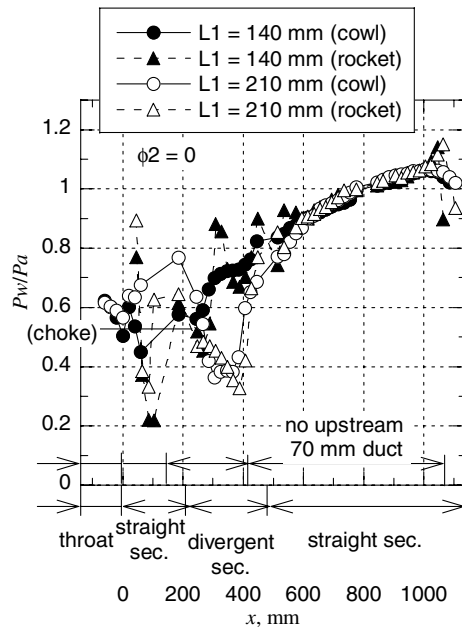 L1 = 140 mm (cowl)
L1 = 140 mm (rocket)
L1 = 210 mm (cowl)
L1 = 210 mm (rocket)
1.2
1
0.8
0.6
0.4
0.2
0
Pw/Pa
ϕ2 = 0
(choke)
no upstream
70 mm duct
throat
straight
sec.
divergent
sec.
straight sec.
0 200 400 600 800 1000
x, mm